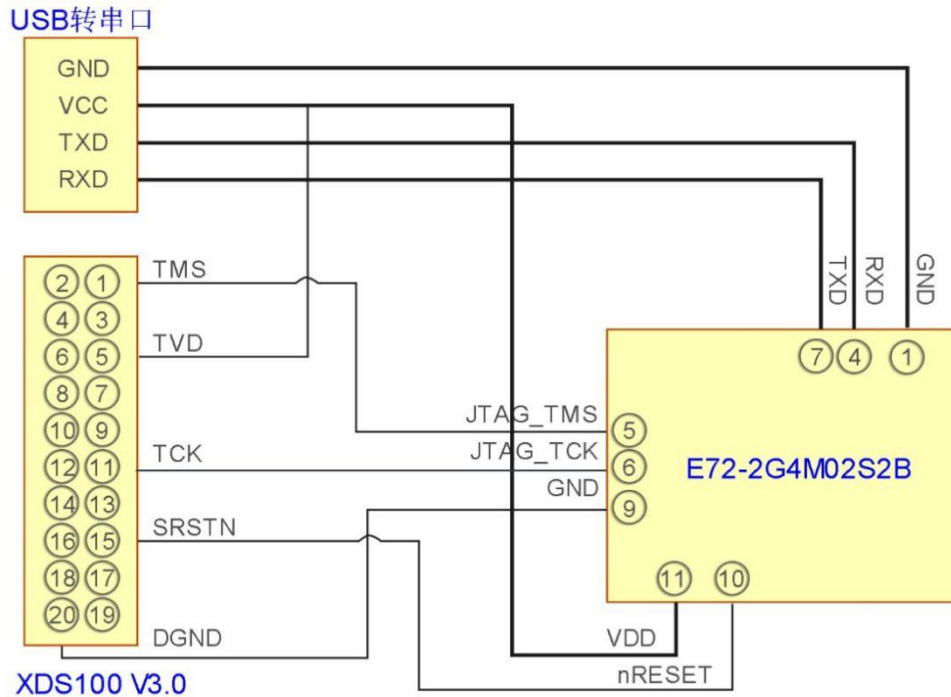 USB转串口
GND
VCC
TXD
RXD
TXD
RXD
GND
2 1 TMS
4 3
6 5 TVD
8 7
10 9
12 11 TCK
14 13
16 15 SRSTN
18 17
20 19
DGND
XDS100 V3.0
7 4 1
JTAG_TMS 5
JTAG_TCK 6
GND 9
E72-2G4M02S2B
11 10
VDD
nRESET